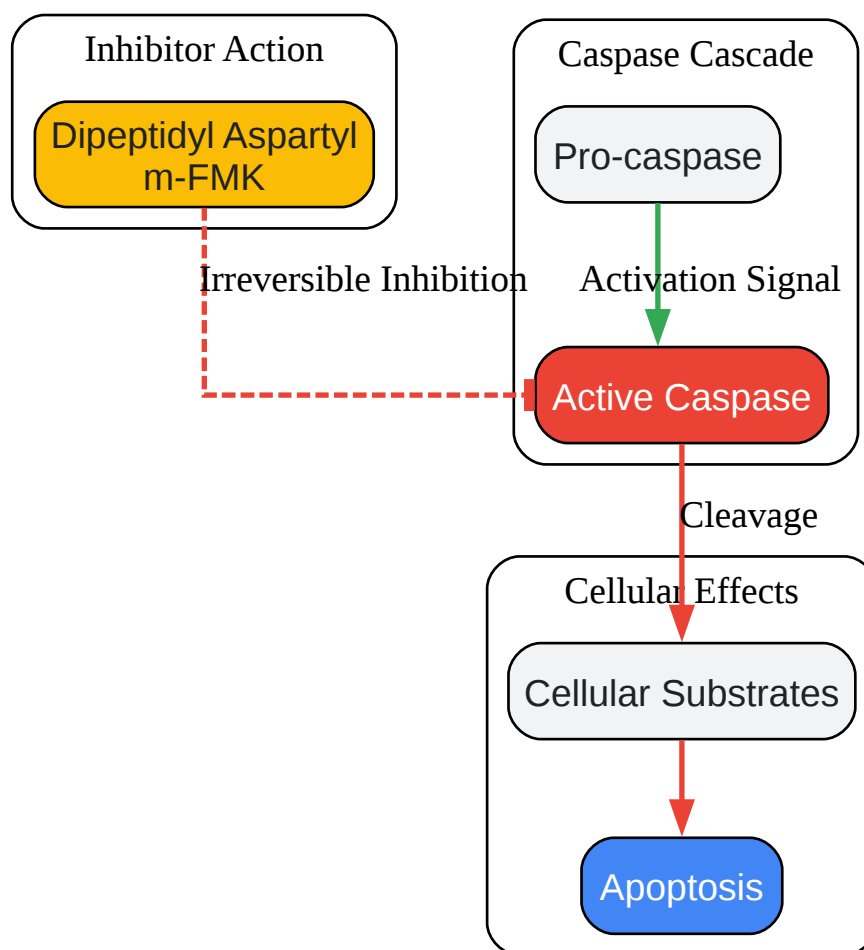 Inhibitor Action
Dipeptidyl Aspartyl
m-FMK
Irreversible Inhibition
Caspase Cascade
Pro-caspase
Activation Signal
Active Caspase
Cleavage
Cellular Effects
Cellular Substrates
Apoptosis